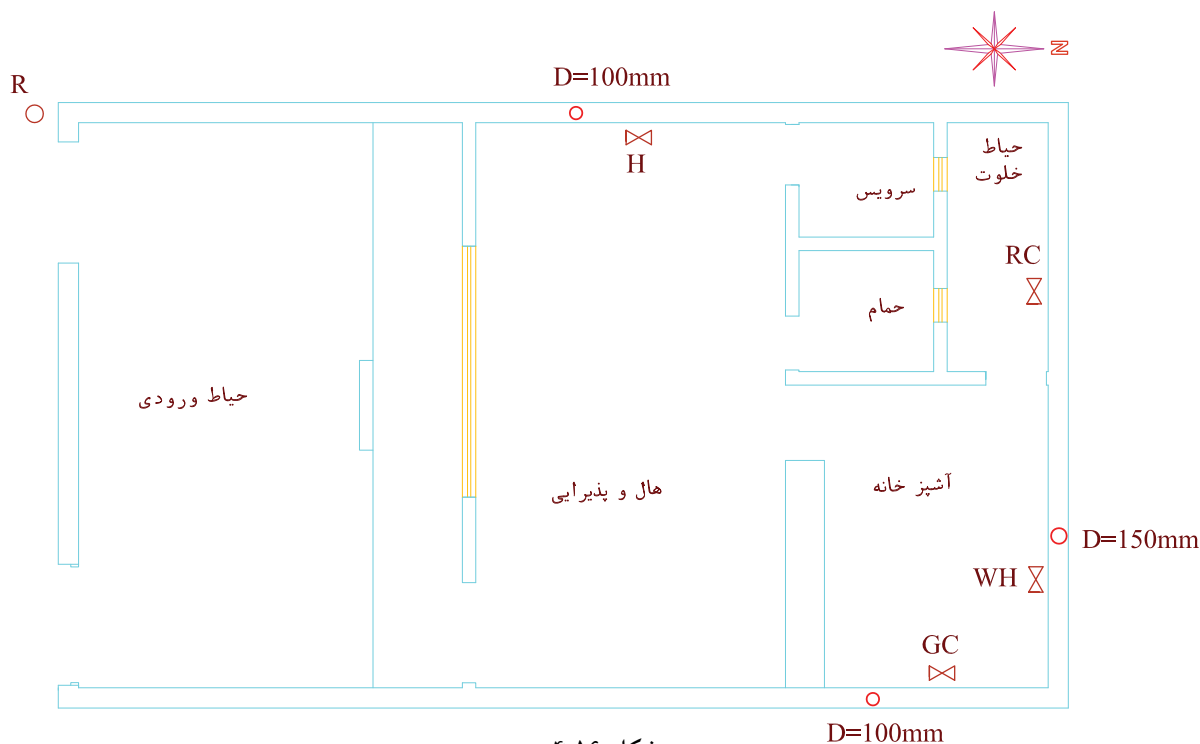 N
R
D=100mm
H
حیاط
خلوت
سرویس
RC
حمام
حیاط ورودی
هال و پذیرایی
آشپز خانه
D=150mm
WH
GC
D=100mm